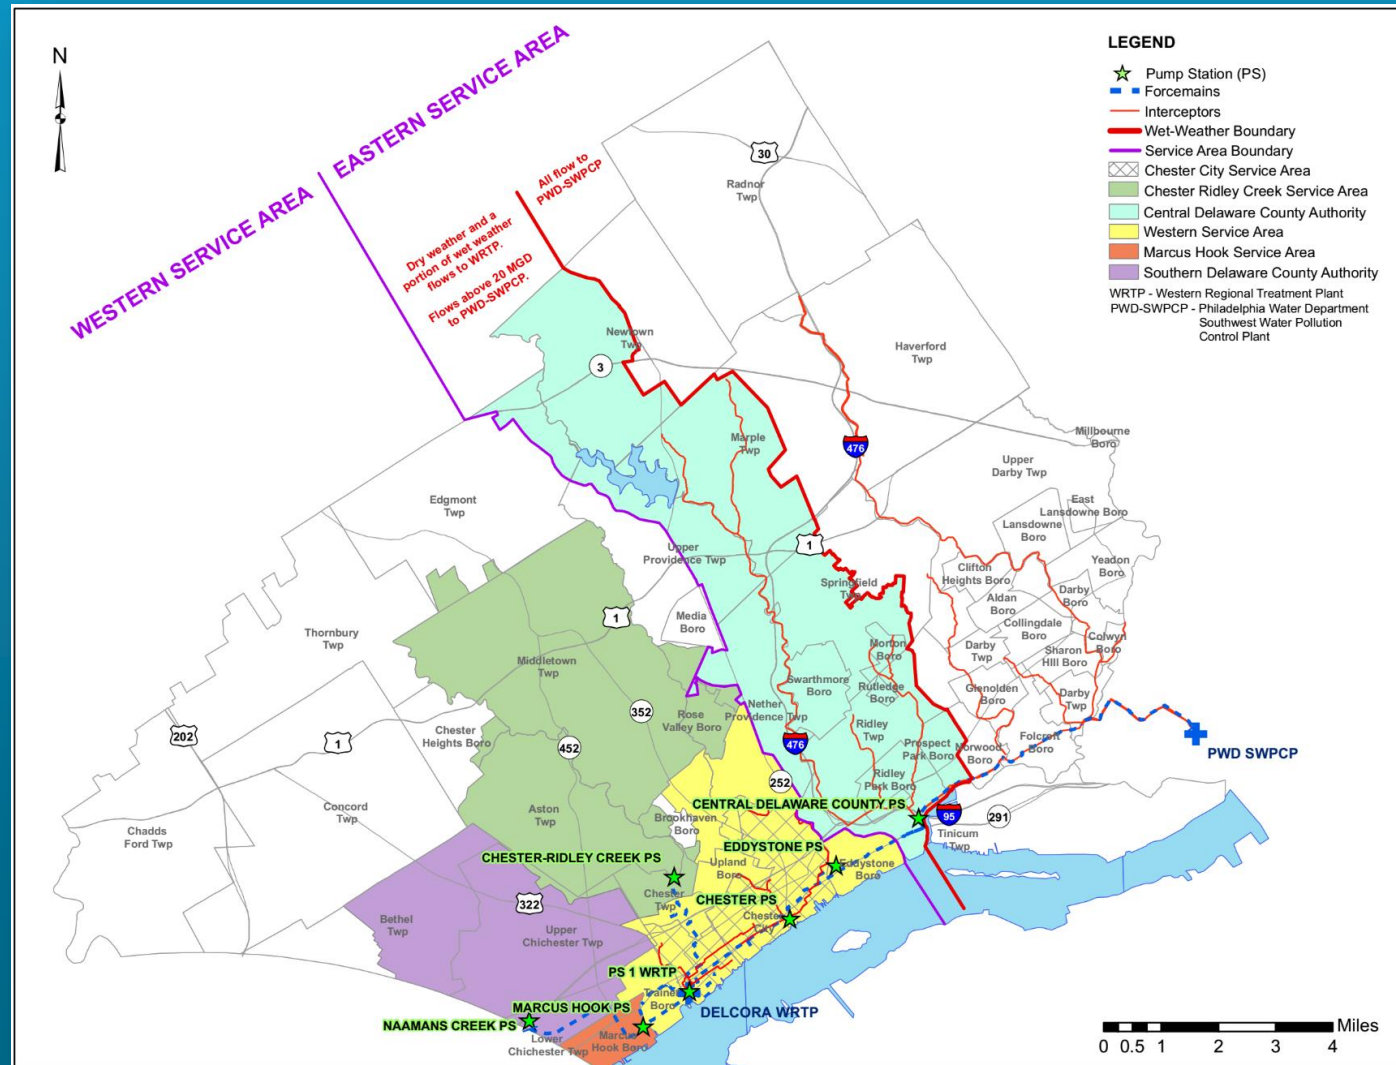 N
WESTERN SERVICE AREA
EASTERN SERVICE AREA
Dry weather and a
portion of wet weather
flows to WRTP.
Flows above 20 MGD
to PWD-SWPCP.
All flow to
PWD-SWPCP
LEGEND
Pump Station (PS)
Forcemains
Interceptors
Wet-Weather Boundary
Service Area Boundary
Chester City Service Area
Chester Ridley Creek Service Area
Central Delaware County Authority
Western Service Area
Marcus Hook Service Area
Southern Delaware County Authority
WRTP - Western Regional Treatment Plant
PWD-SWPCP - Philadelphia Water Department
Southwest Water Pollution
Control Plant
30
Radnor
Twp
Newtown
Twp
3
Haverford
Twp
Marple
Twp
476
Millbourne
Boro
Upper
Darby Twp
East
Lansdowne Boro
Lansdowne
Boro
Edgmont
Twp
Upper
Providence Twp
1
Springfield
Twp
Clifton
Heights Boro
Yeadon
Boro
Aldan
Boro
Darby
Boro
Collingdale
Boro
Colwyn
Boro
Thornbury
Twp
1
Media
Boro
Morton
Boro
Darby
Twp
Sharon
HIll Boro
Middletown
Twp
Swarthmore
Boro
Rutledge
Boro
Glenolden
Boro
Darby
Twp
202
1
Chester
Heights Boro
352
452
Rose
Valley Boro
Nether
Providence Twp
476
Ridley
Twp
Prospect
Park Boro
Norwood
Boro
Folcroft
Boro
PWD SWPCP
252
Ridley
Park Boro
Concord
Twp
Chadds
Ford Twp
Aston
Twp
Brookhaven
Boro
CENTRAL DELAWARE COUNTY PS
95
291
Tinicum
Twp
EDDYSTONE PS
Eddystone
Boro
CHESTER-RIDLEY CREEK PS
Upland
Boro
Chester
Twp
CHESTER PS
Chester
City
322
Bethel
Twp
Upper
Chichester Twp
PS 1 WRTP
Trainer
Boro
DELCORA WRTP
MARCUS HOOK PS
NAAMANS CREEK PS
Lower
Chichester Twp
Marcus
Hook Boro
Miles
0 0.5 1 2 3 4